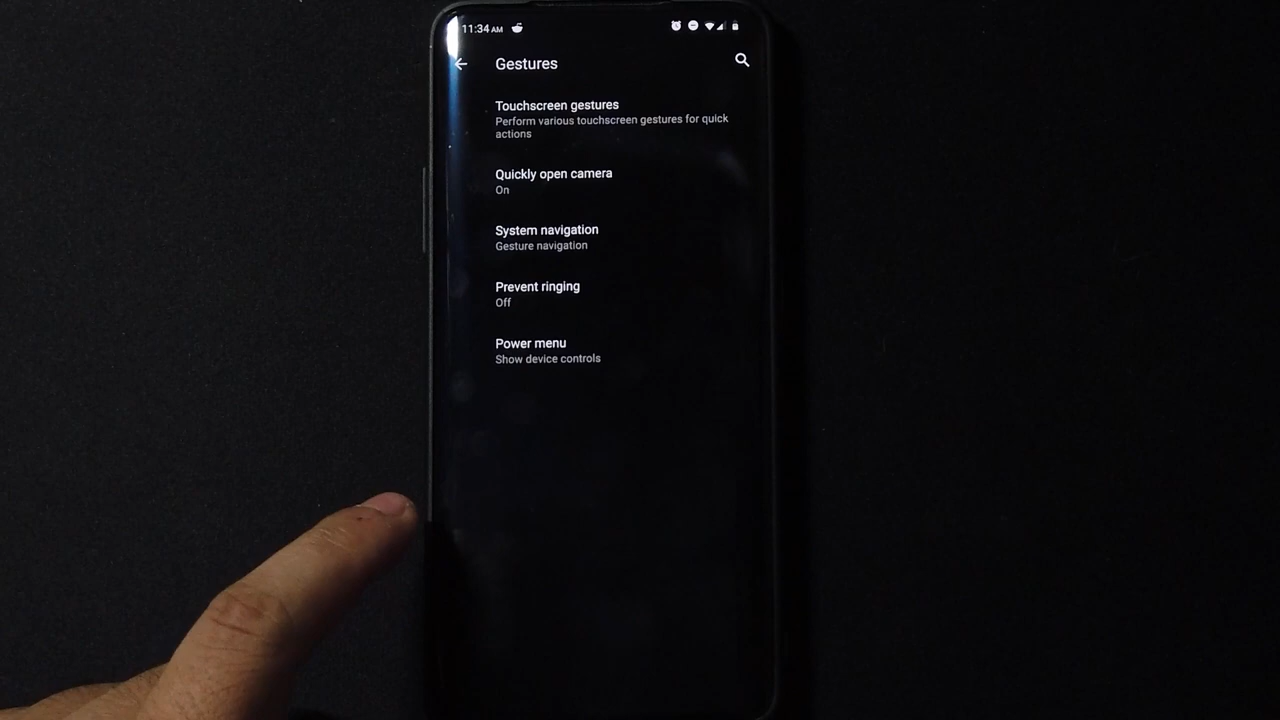 11:34 AM
Gestures
Touchscreen gestures
Perform various touchscreen gestures for quick
actions
Quickly open camera
On
System navigation
Gesture navigation
Prevent ringing
Off
Power menu
Show device controls